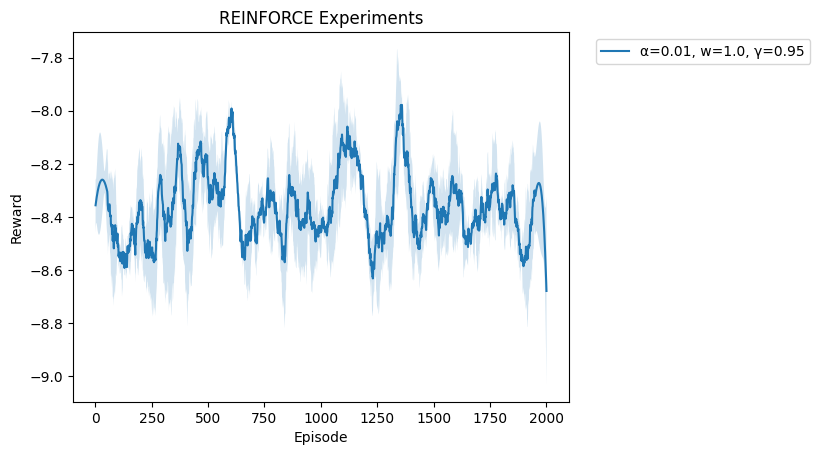 REINFORCE Experiments
α=0.01, w=1.0, γ=0.95
Reward
−7.8
−8.0
−8.2
−8.4
−8.6
−8.8
−9.0
0 250 500 750 1000 1250 1500 1750 2000
Episode